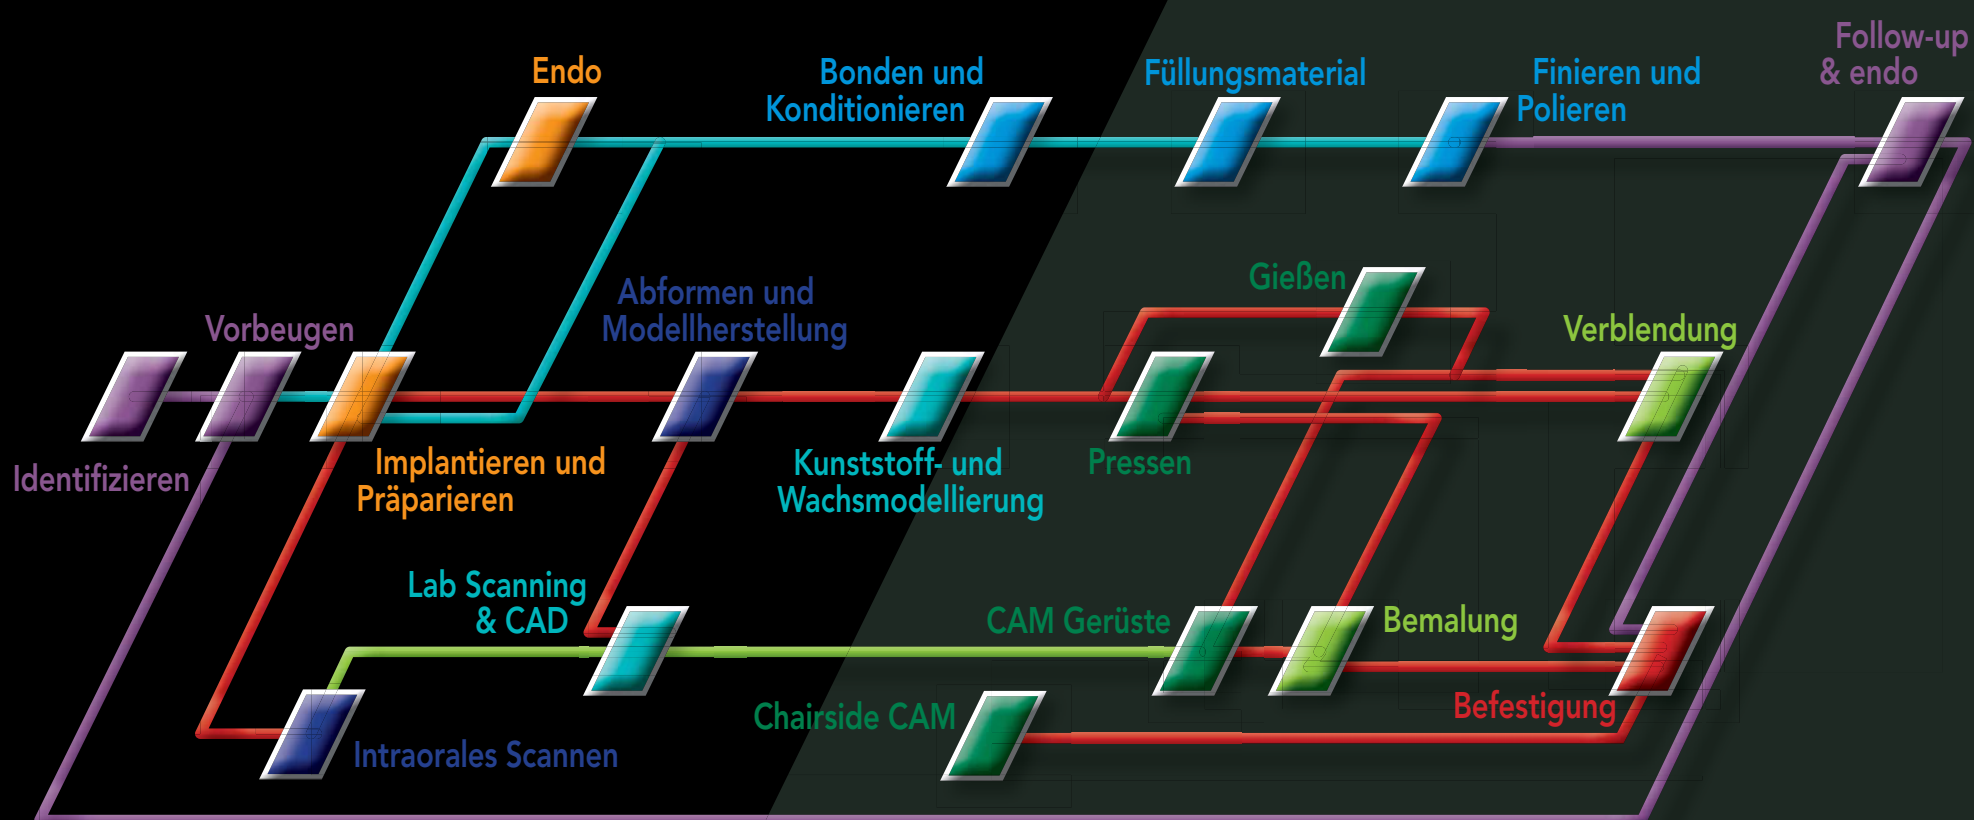 Follow-up
& endo
Endo
Bonden und
Konditionieren
Füllungsmaterial
Finieren und
Polieren
Gießen
Abformen und
Modellherstellung
Vorbeugen
Verblendung
Identifizieren
Implantieren und
Präparieren
Kunststoff- und
Wachsmodellierung
Pressen
Lab Scanning
& CAD
CAM Gerüste
Bemalung
Chairside CAM
Befestigung
Intraorales Scannen